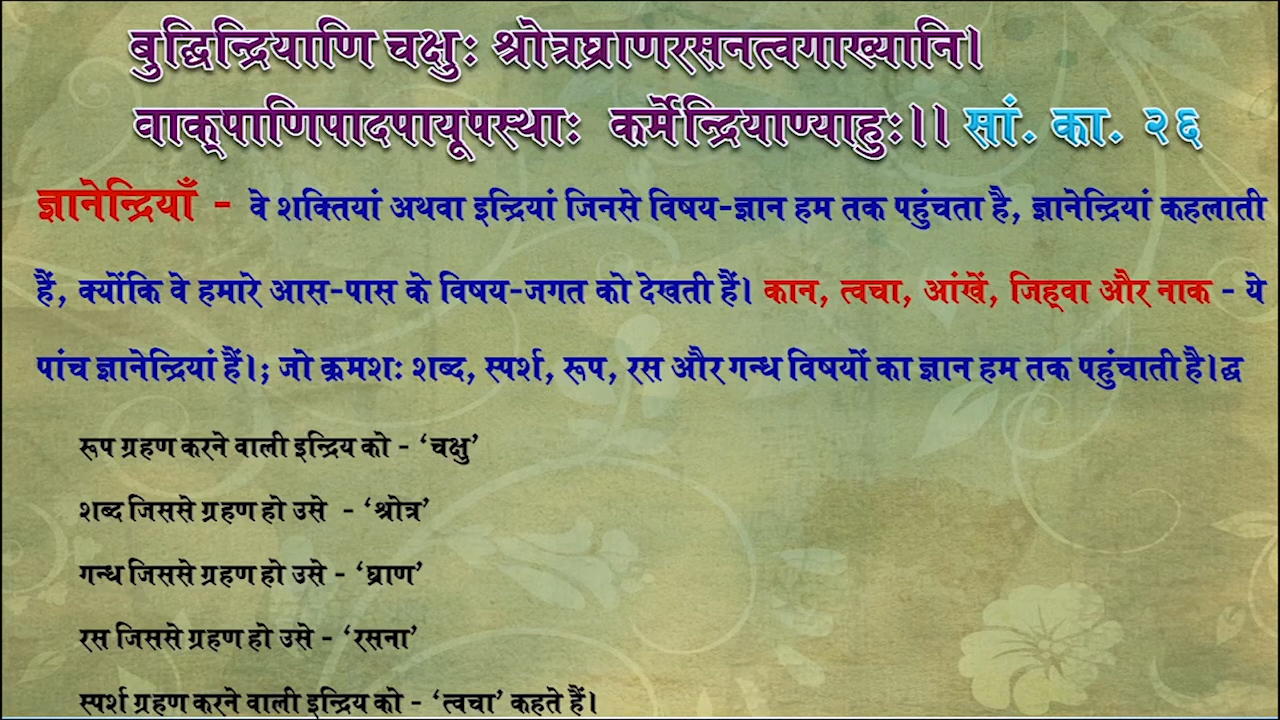 बुद्धिन्द्रियाणि चक्षुः श्रोत्रघ्राणरसनत्वगाख्यानि।
वाक्‌पाणिपादपायूपस्थाः कर्मेन्द्रियाण्याहुः।। सां. का. २६
ज्ञानेन्द्रियाँ - वे शक्तियां अथवा इन्द्रियां जिनसे विषय-ज्ञान हम तक पहुंचता है, ज्ञानेन्द्रियां कहलाती
हैं, क्योंकि वे हमारे आस-पास के विषय-जगत को देखती हैं। कान, त्वचा, आंखें, जिह्वा और नाक - ये
पांच ज्ञानेन्द्रियां हैं।; जो क्रमशः शब्द, स्पर्श, रूप, रस और गन्ध विषयों का ज्ञान हम तक पहुंचाती है।द्ध
रूप ग्रहण करने वाली इन्द्रिय को - ‘चक्षु’
शब्द जिससे ग्रहण हो उसे - ‘श्रोत्र’
गन्ध जिससे ग्रहण हो उसे - ‘घ्राण’
रस जिससे ग्रहण हो उसे - ‘रसना’
स्पर्श ग्रहण करने वाली इन्द्रिय को - ‘त्वचा’ कहते हैं।